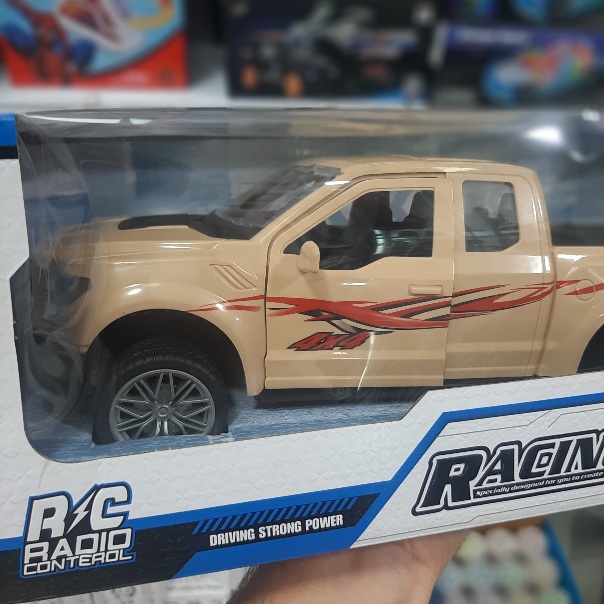 4x4
RACIN
Specially designed for you to create
R/C
RADIO
CONTEROL
DRIVING STRONG POWER